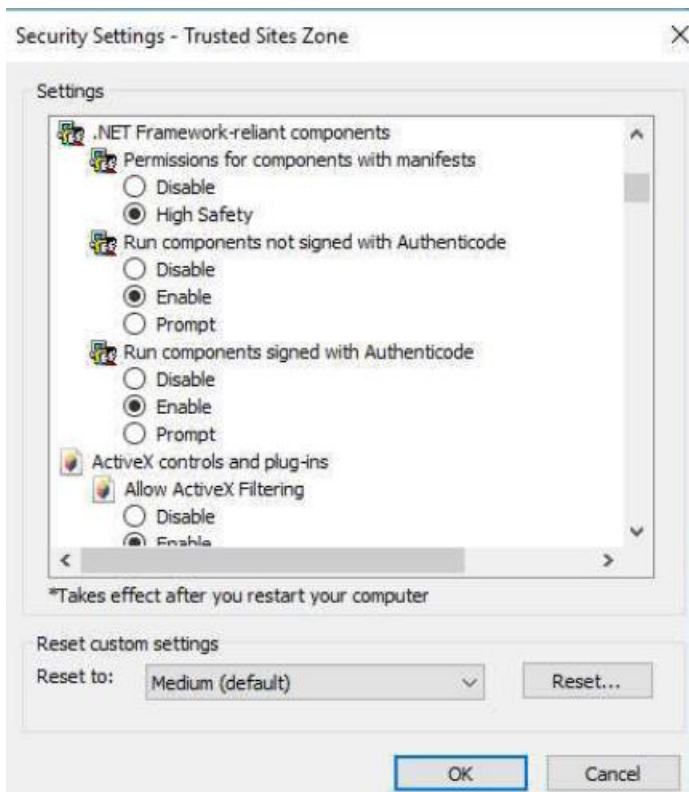 Security Settings - Trusted Sites Zone
Settings
.NET Framework-reliant components
Permissions for components with manifests
Disable
High Safety
Run components not signed with Authenticode
Disable
Enable
Prompt
Run components signed with Authenticode
Disable
Enable
Prompt
ActiveX controls and plug-ins
Allow ActiveX Filtering
Disable
Enable
*Takes effect after you restart your computer
Reset custom settings
Reset to:
Medium (default)
Reset...
OK
Cancel